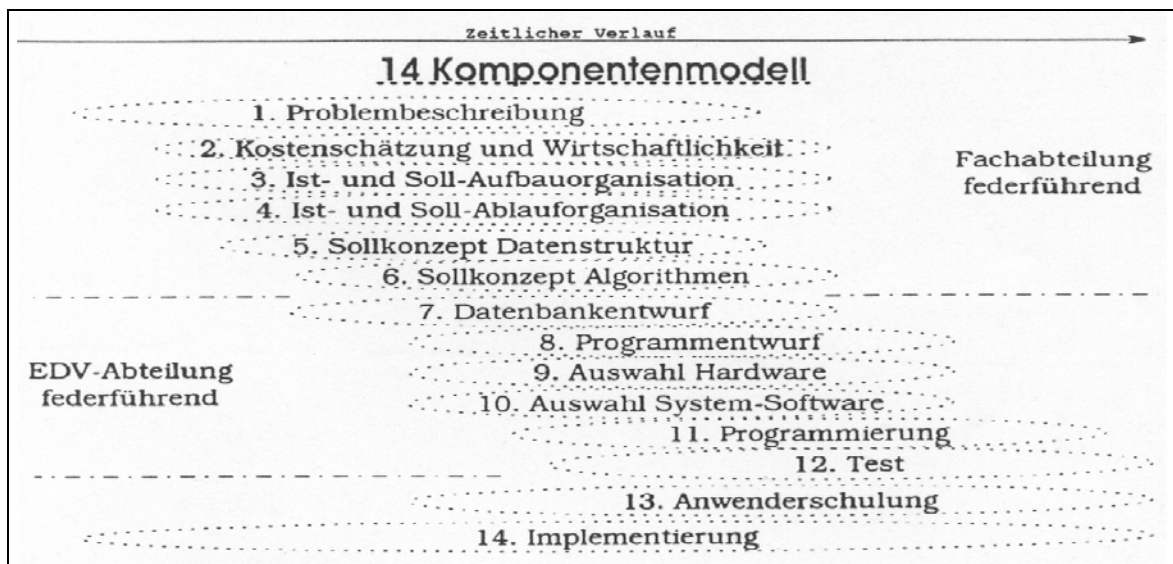 Zeitlicher Verlauf
14 Komponentenmodell
1. Problembeschreibung
2. Kostenschätzung und Wirtschaftlichkeit
3. Ist- und Soll-Aufbauorganisation
4. Ist- und Soll-Ablauforganisation
5. Sollkonzept Datenstruktur
6. Sollkonzept Algorithmen
Fachabteilung
federführend
7. Datenbankentwurf
8. Programmentwurf
9. Auswahl Hardware
10. Auswahl System-Software
11. Programmierung
12. Test
EDV-Abteilung
federführend
13. Anwenderschulung
14. Implementierung